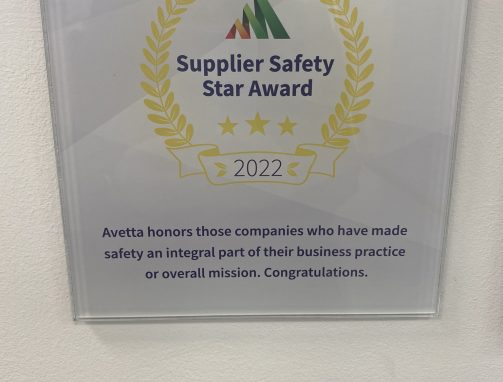 Supplier Safety
Star Award
2022
Avetta honors those companies who have made
safety an integral part of their business practice
or overall mission. Congratulations.